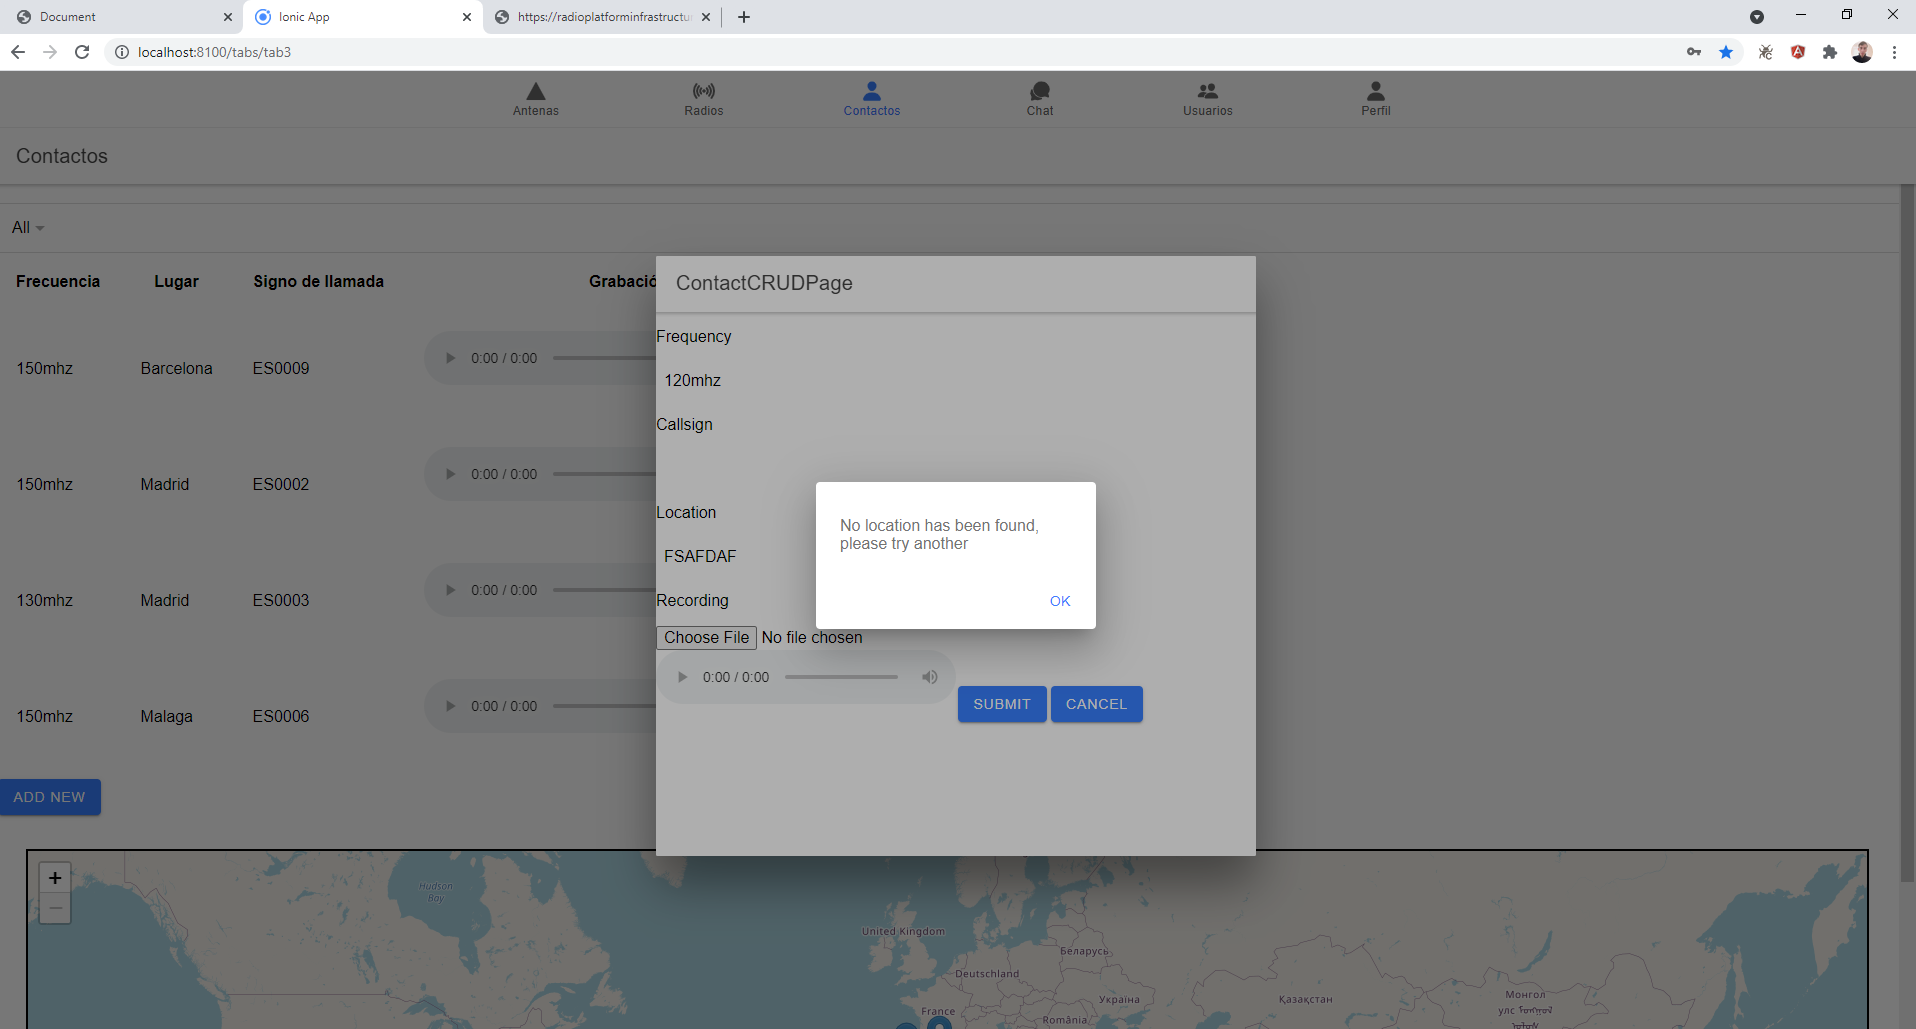 Document
Ionic App
https://radioplatforminfrastructur
localhost:8100/tabs/tab3
Antenas
Radios
Contactos
Chat
Usuarios
Perfil
Contactos
All
Frecuencia Lugar Signo de llamada Grabació
150mhz Barcelona ES0009 0:00 / 0:00
150mhz Madrid ES0002 0:00 / 0:00
130mhz Madrid ES0003 0:00 / 0:00
150mhz Malaga ES0006 0:00 / 0:00
ADD NEW
ContactCRUDPage
Frequency
120mhz
Callsign
Location
FSAFDAF
Recording
Choose File No file chosen
0:00 / 0:00
SUBMIT
CANCEL
No location has been found,
please try another
OK
+
−
Hudson
Bay
United Kingdom
Беларусь
Deutschland
Україна
France
România
Қазақстан
Монгол
улс